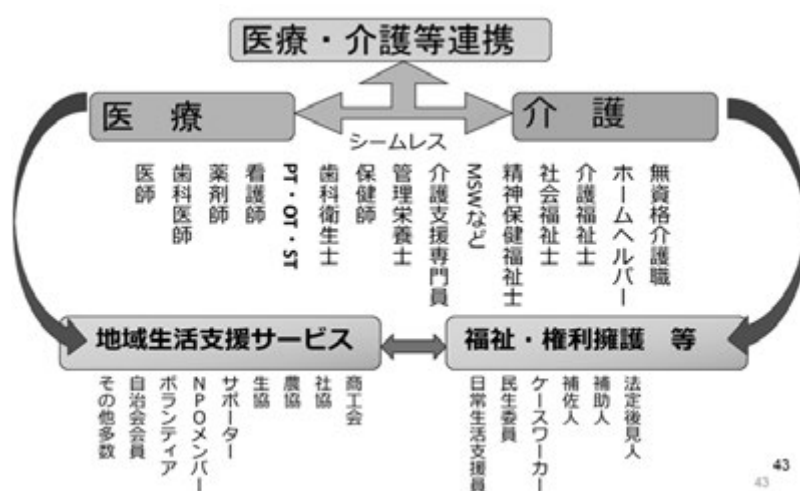 医療・介護等連携
医　療
介　護
シームレス
医師
歯科医師
薬剤師
看護師
PT・OT・ST
歯科衛生士
保健師
管理栄養士
介護支援専門員
MSWなど
精神保健福祉士
社会福祉士
介護福祉士
ホームヘルパー
無資格介護職
地域生活支援サービス
福祉・権利擁護　等
その他多数
自治会会員
ボランティア
NPOメンバー
サポーター
生協
農協
社協
商工会
日常生活支援員
民生委員
ケースワーカー
補佐人
補助人
法定後見人
43
43